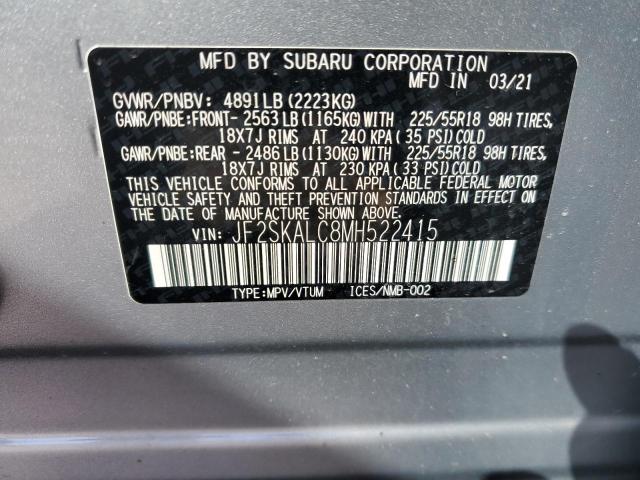 MFD BY SUBARU CORPORATION
MFD IN 03/21
GVWR/PNBV: 4891LB (2223KG)
GAWR/PNBE:FRONT- 2563 LB (1165KG) WITH 225/55R18 98H TIRES,
18X7J RIMS AT 240 KPA ( 35 PSI ) COLD
GAWR/PNBE:REAR - 2486 LB (1130KG) WITH 225/55R18 98H TIRES,
18X7J RIMS AT 230 KPA ( 33 PSI ) COLD
THIS VEHICLE CONFORMS TO ALL APPLICABLE FEDERAL MOTOR
VEHICLE SAFETY AND THEFT PREVENTION STANDARDS IN EFFECT
ON THE DATE OF MANUFACTURE SHOWN ABOVE.
VIN: JF2SKALC8MH522415
TYPE:MPV/VTUM ICES/NMB-002